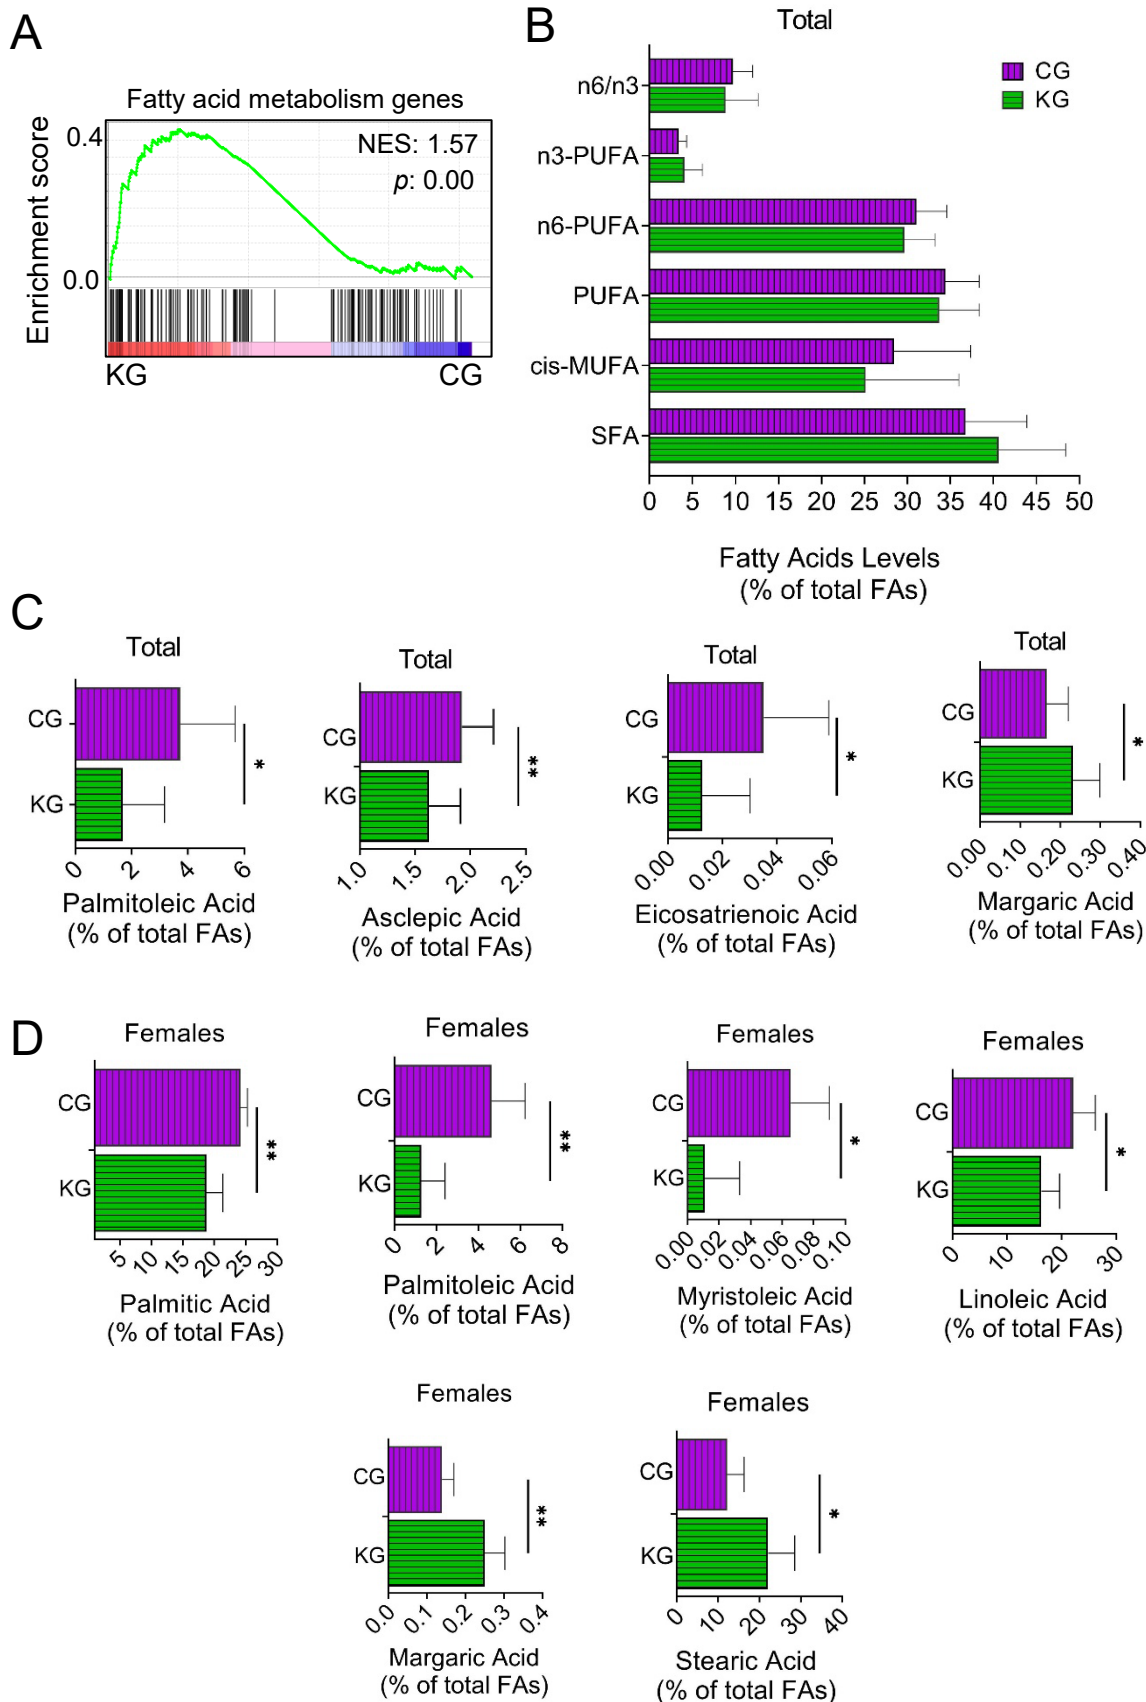 A
Fatty acid metabolism genes
Enrichment score
0.4
0.0
NES: 1.57
p: 0.00
KG
CG
B
Total
CG
KG
n6/n3
n3-PUFA
n6-PUFA
PUFA
cis-MUFA
SFA
0 5 10 15 20 25 30 35 40 45 50
Fatty Acids Levels
(% of total FAs)
C
Total
CG
KG
*
0 2 4 6
Palmitoleic Acid
(% of total FAs)
Total
CG
KG
**
1.0 1.5 2.0 2.5
Asclepic Acid
(% of total FAs)
Total
CG
KG
*
0.00 0.02 0.04 0.06
Eicosatrienoic Acid
(% of total FAs)
Total
CG
KG
*
0.00 0.10 0.20 0.30 0.40
Margaric Acid
(% of total FAs)
D
Females
CG
KG
**
5 10 15 20 25 30
Palmitic Acid
(% of total FAs)
Females
CG
KG
**
0 2 4 6 8
Palmitoleic Acid
(% of total FAs)
Females
CG
KG
*
0.00 0.02 0.04 0.06 0.08 0.10
Myristoleic Acid
(% of total FAs)
Females
CG
KG
*
0 10 20 30
Linoleic Acid
(% of total FAs)
Females
CG
KG
**
0.0 0.1 0.2 0.3 0.4
Margaric Acid
(% of total FAs)
Females
CG
KG
*
0 10 20 30 40
Stearic Acid
(% of total FAs)